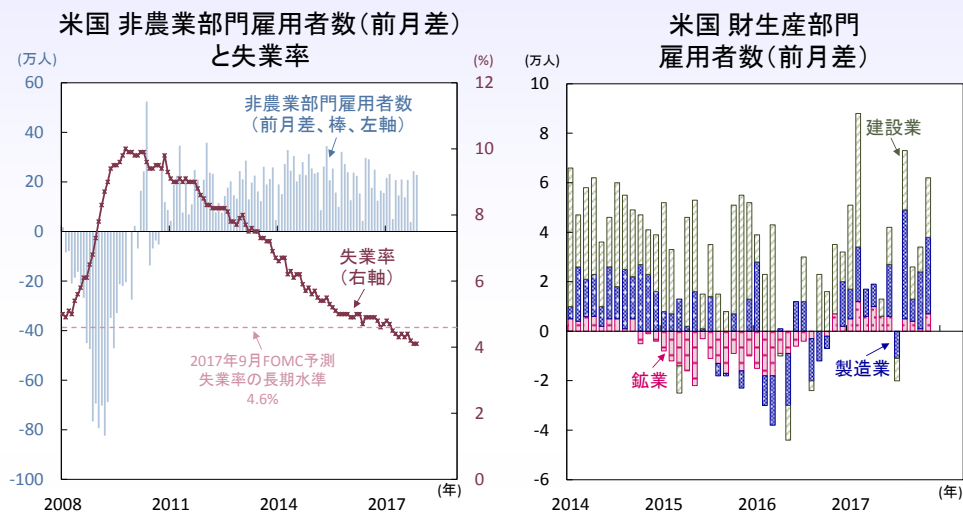 米国 非農業部門雇用者数(前月差)
と失業率
(万人)
(%)
60
40
20
0
-20
-40
-60
-80
-100
12
10
8
6
4
2
0
非農業部門雇用者数
(前月差、棒、左軸)
失業率
(右軸)
2017年9月FOMC予測
失業率の長期水準
4.6%
2008
2011
2014
2017
(年)
米国 財生産部門
雇用者数(前月差)
(万人)
10
8
6
4
2
0
-2
-4
-6
建設業
鉱業
製造業
2014
2015
2016
2017
(年)